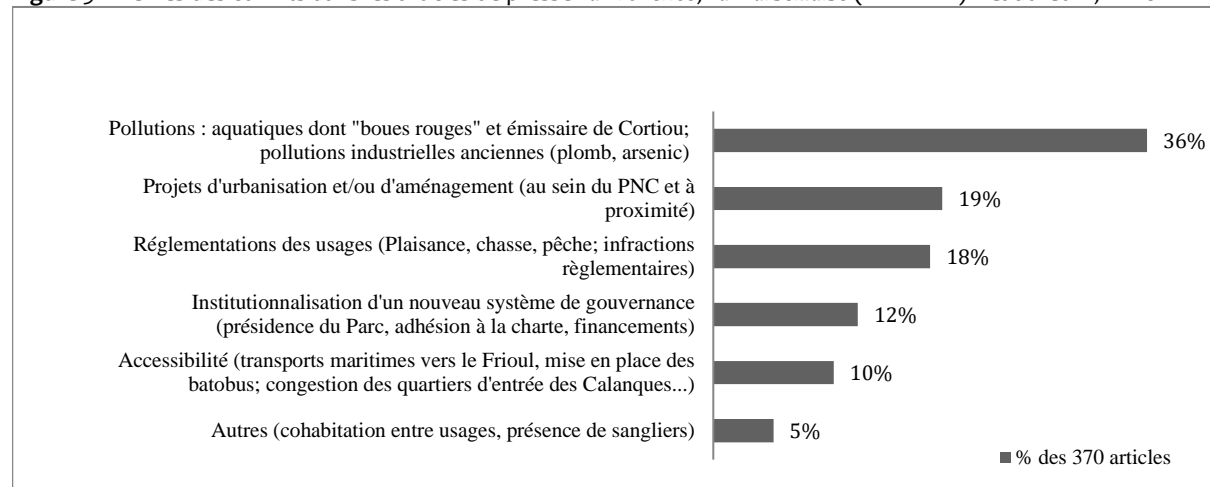 Pollutions : aquatiques dont "boues rouges" et émissaire de Cortiou;
pollutions industrielles anciennes (plomb, arsenic)
36%
Projets d'urbanisation et/ou d'aménagement (au sein du PNC et à
proximité)
19%
Réglementations des usages (Plaisance, chasse, pêche; infractions
règlementaires)
18%
Institutionnalisation d'un nouveau système de gouvernance
(présidence du Parc, adhésion à la charte, financements)
12%
Accessibilité (transports maritimes vers le Frioul, mise en place des
batobus; congestion des quartiers d'entrée des Calanques...)
10%
Autres (cohabitation entre usages, présence de sangliers)
5%
% des 370 articles